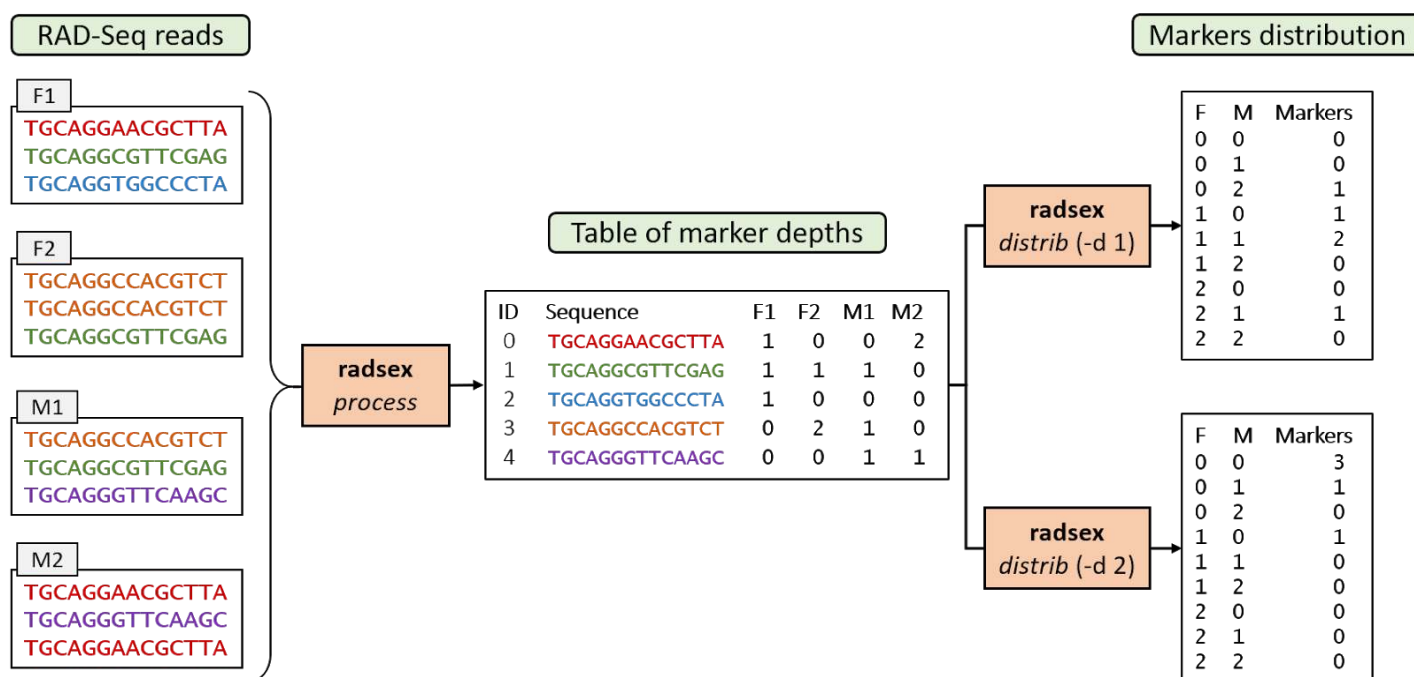 RAD-Seq reads
F1
TGCAGGAACGCTTA
TGCAGGCGTTCGAG
TGCAGGTGGCCCTA
F2
TGCAGGCCACGTCT
TGCAGGCCACGTCT
TGCAGGCGTTCGAG
M1
TGCAGGCCACGTCT
TGCAGGCGTTCGAG
TGCAGGGTTCAAGC
M2
TGCAGGAACGCTTA
TGCAGGGTTCAAGC
TGCAGGAACGCTTA
radsex
process
Table of marker depths
ID Sequence F1 F2 M1 M2
0 TGCAGGAACGCTTA 1 0 0 2
1 TGCAGGCGTTCGAG 1 1 1 0
2 TGCAGGTGGCCCTA 1 0 0 0
3 TGCAGGCCACGTCT 0 2 1 0
4 TGCAGGGTTCAAGC 0 0 1 1
radsex
distrib (-d 1)
radsex
distrib (-d 2)
Markers distribution
F M Markers
0 0 0
0 1 0
0 2 1
1 0 1
1 1 2
1 2 0
2 0 0
2 1 1
2 2 0
F M Markers
0 0 3
0 1 1
0 2 0
1 0 1
1 1 0
1 2 0
2 0 0
2 1 0
2 2 0